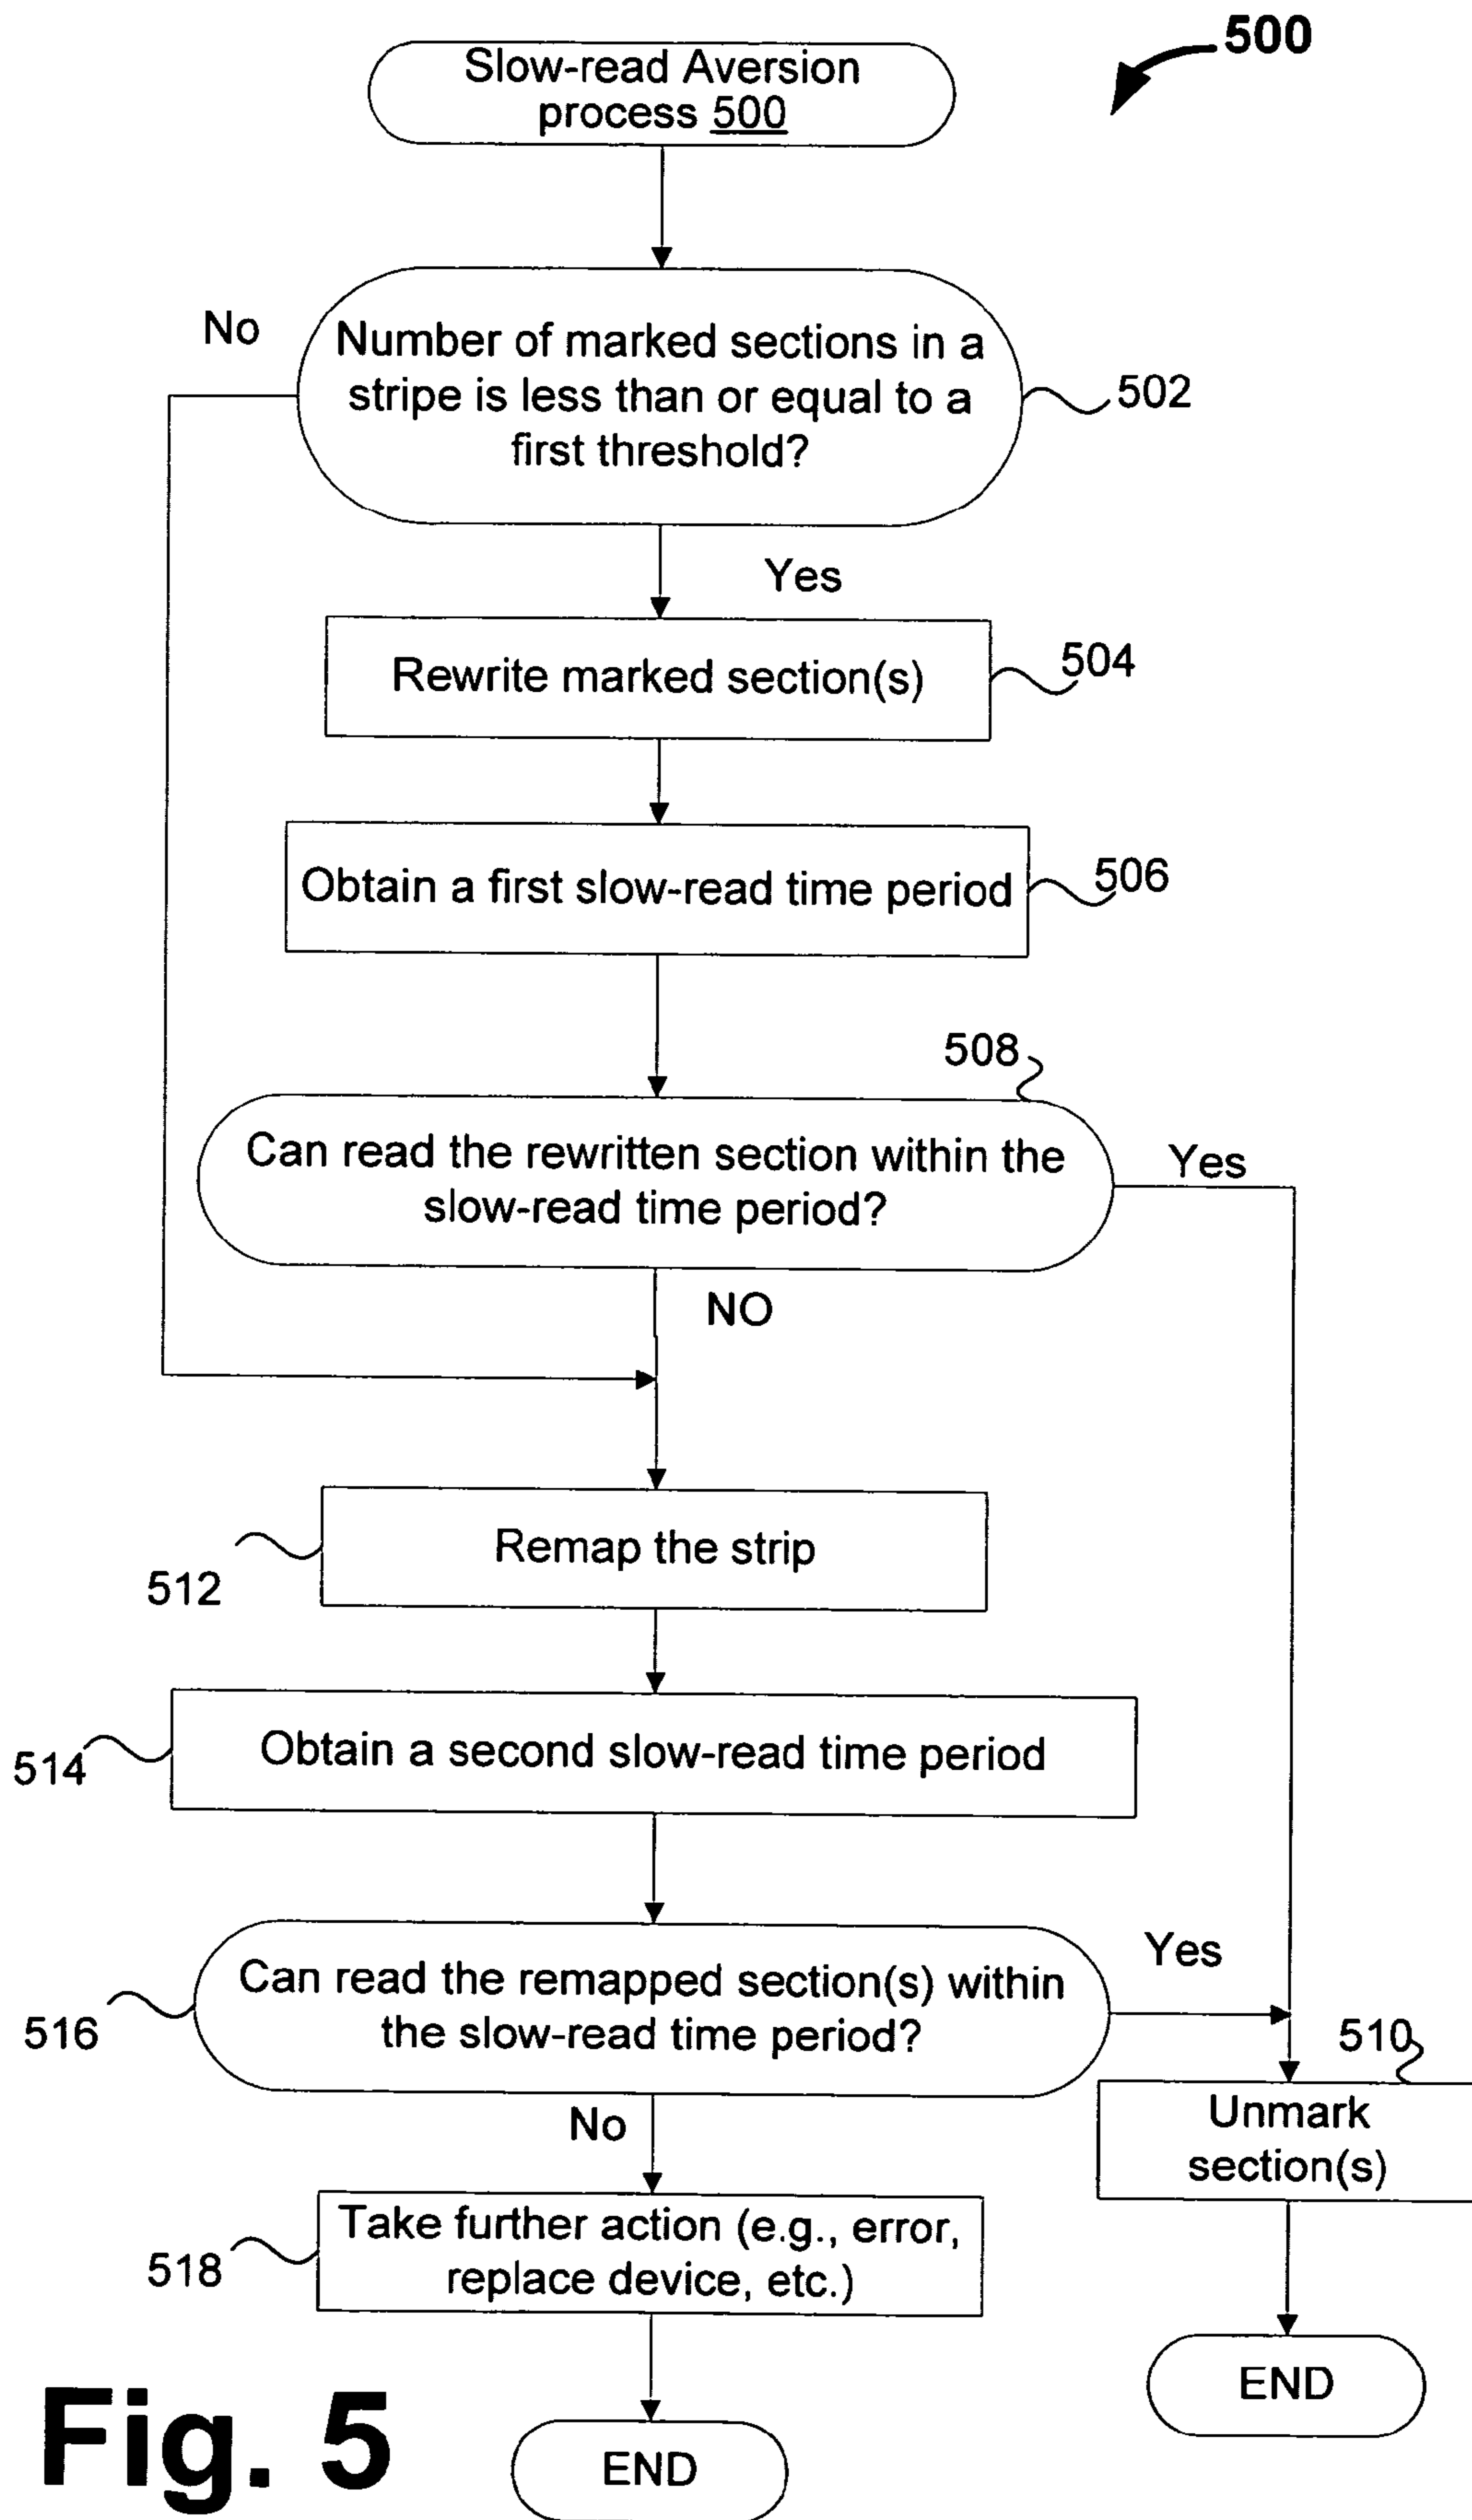 500
Slow-read Aversion
process 500
No
Number of marked sections in a
stripe is less than or equal to a
first threshold?
502
Yes
Rewrite marked section(s)
504
Obtain a first slow-read time period
506
508
Can read the rewritten section within the
slow-read time period?
Yes
NO
Remap the strip
512
Obtain a second slow-read time period
514
Can read the remapped section(s) within
the slow-read time period?
Yes
516
510
No
Unmark
section(s)
Take further action (e.g., error,
replace device, etc.)
518
END
END
Fig. 5